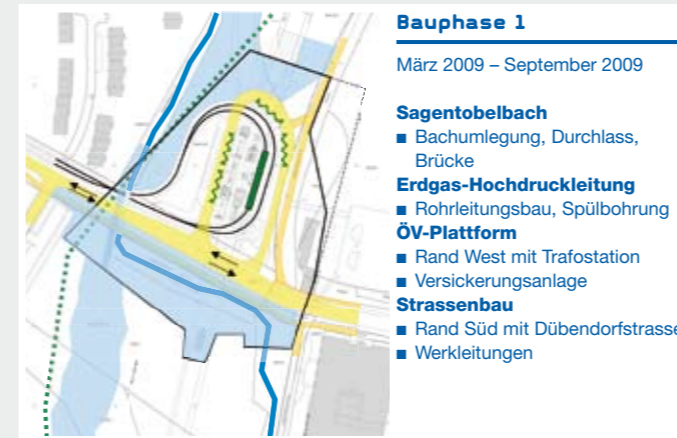 Bauphase 1
März 2009 – September 2009
Sagentobelbach
■ Bachumlegung, Durchlass,
Brücke
Erdgas-Hochdruckleitung
■ Rohrleitungsbau, Spülbohrung
ÖV-Plattform
■ Rand West mit Trafostation
■ Versickerungsanlage
Strassenbau
■ Rand Süd mit Dübendorfstrasse
■ Werkleitungen